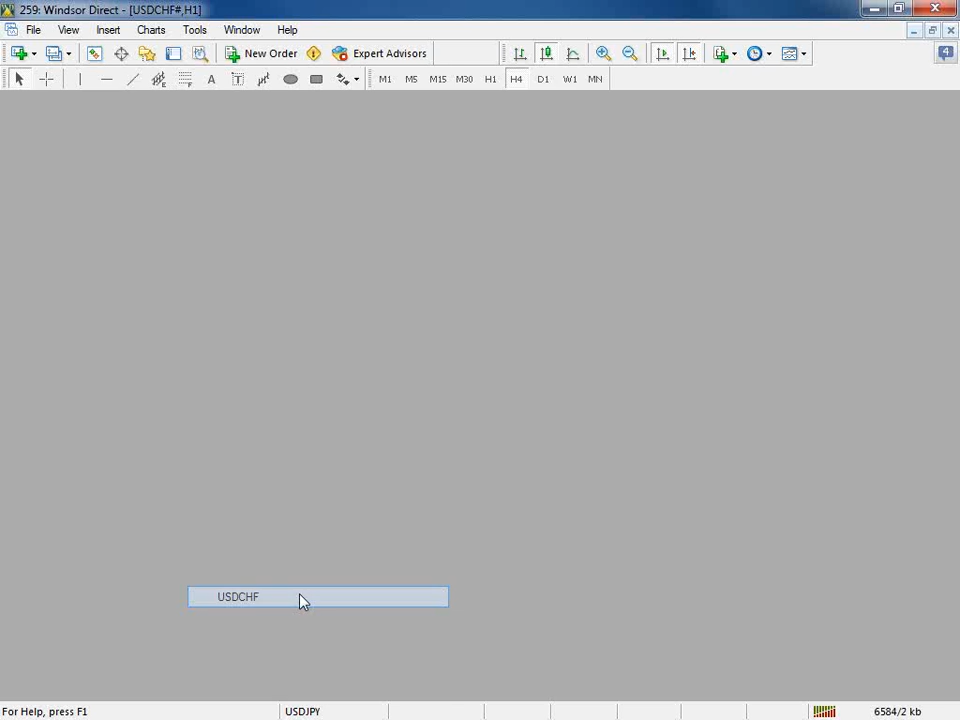 259: Windsor Direct - [USDCHF#,H1]
File View Insert Charts Tools Window Help
New Order Expert Advisors 4
A T M1 M5 M15 M30 H1 H4 D1 W1 MN
USDCHF
For Help, press F1 USDJPY 6584/2 kb